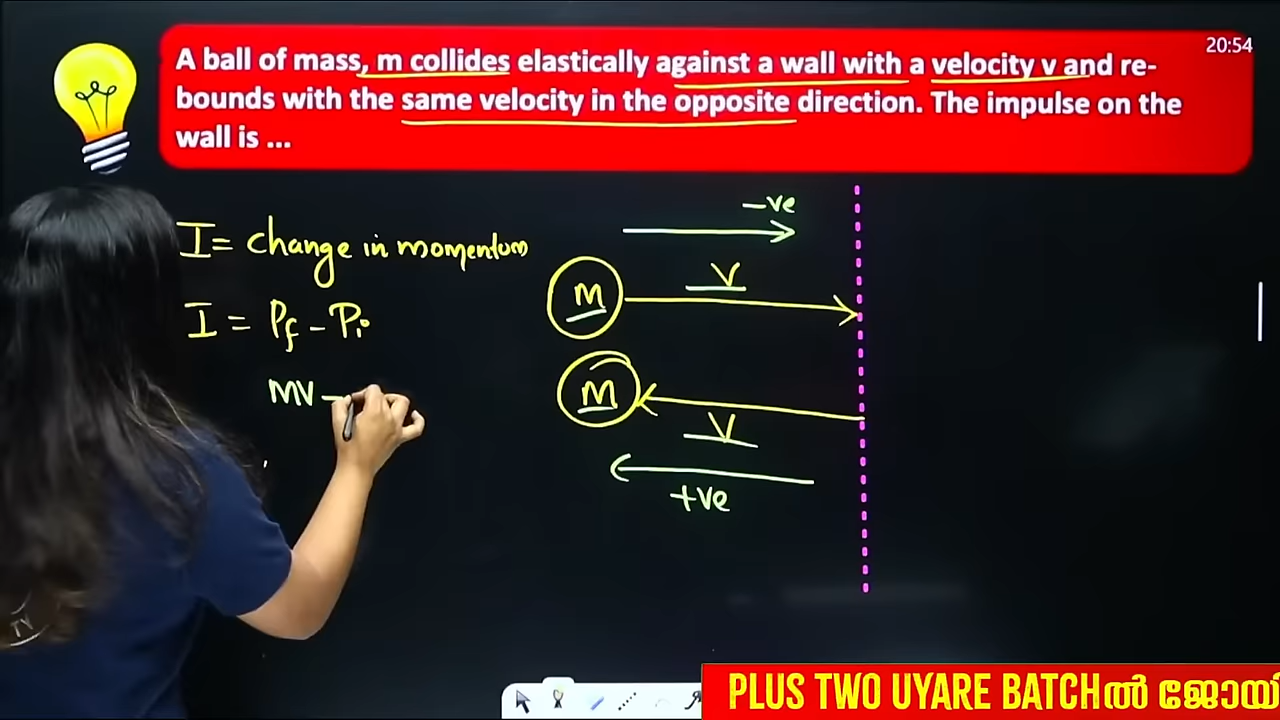 20:54
A ball of mass, m collides elastically against a wall with a velocity v and re-
bounds with the same velocity in the opposite direction. The impulse on the
wall is ...
I = change in momentum
I = Pf - Pi
mv -
-ve
V
M
M
V
+ve
PLUS TWO UYARE BATCHൽ ജോയി